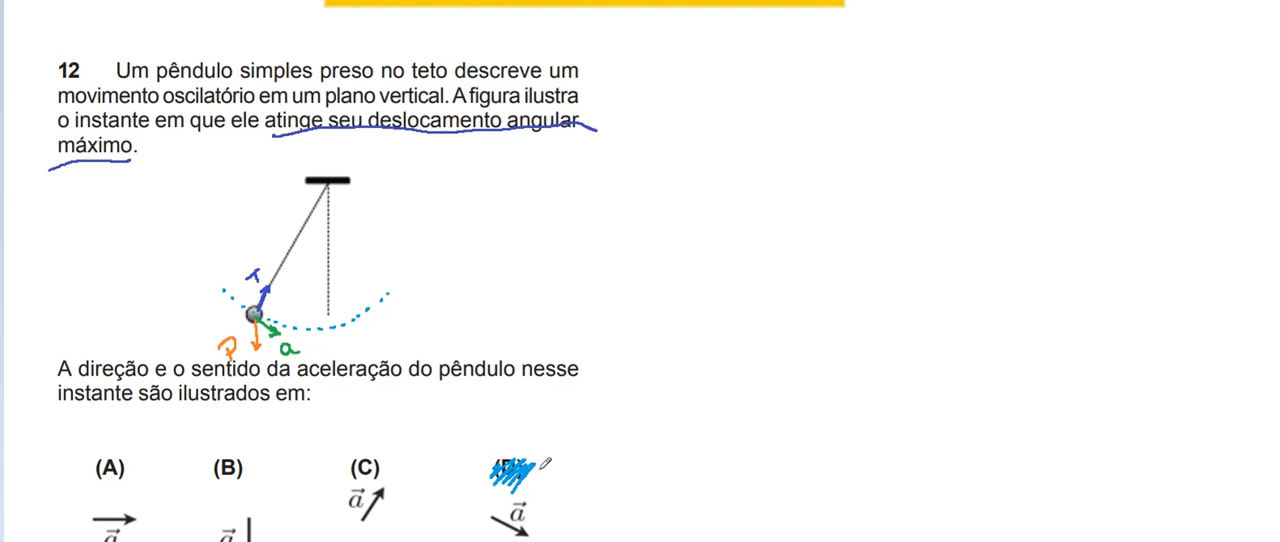 12 Um pêndulo simples preso no teto descreve um
movimento oscilatório em um plano vertical. A figura ilustra
o instante em que ele atinge seu deslocamento angular
máximo.
P
a
A direção e o sentido da aceleração do pêndulo nesse
instante são ilustrados em:
(A) (B) (C)
a
a
a
a